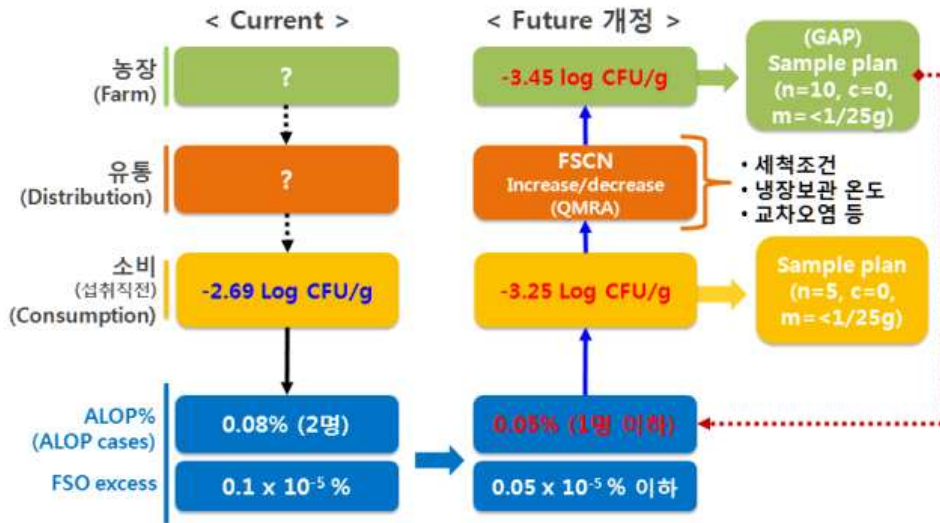 < Current >
< Future 개정 >
농장
(Farm)
?
-3.45 log CFU/g
(GAP)
Sample plan
(n=10, c=0,
m=<1/25g)
유통
(Distribution)
?
FSCN
Increase/decrease
(QMRA)
• 세척조건
• 냉장보관 온도
• 교차오염 등
소비
(섭취직전)
(Consumption)
-2.69 Log CFU/g
-3.25 Log CFU/g
Sample plan
(n=5, c=0,
m=<1/25g)
ALOP%
(ALOP cases)
0.08% (2명)
0.05% (1명 이하)
FSO excess
0.1 x 10⁻⁵ %
0.05 x 10⁻⁵ % 이하